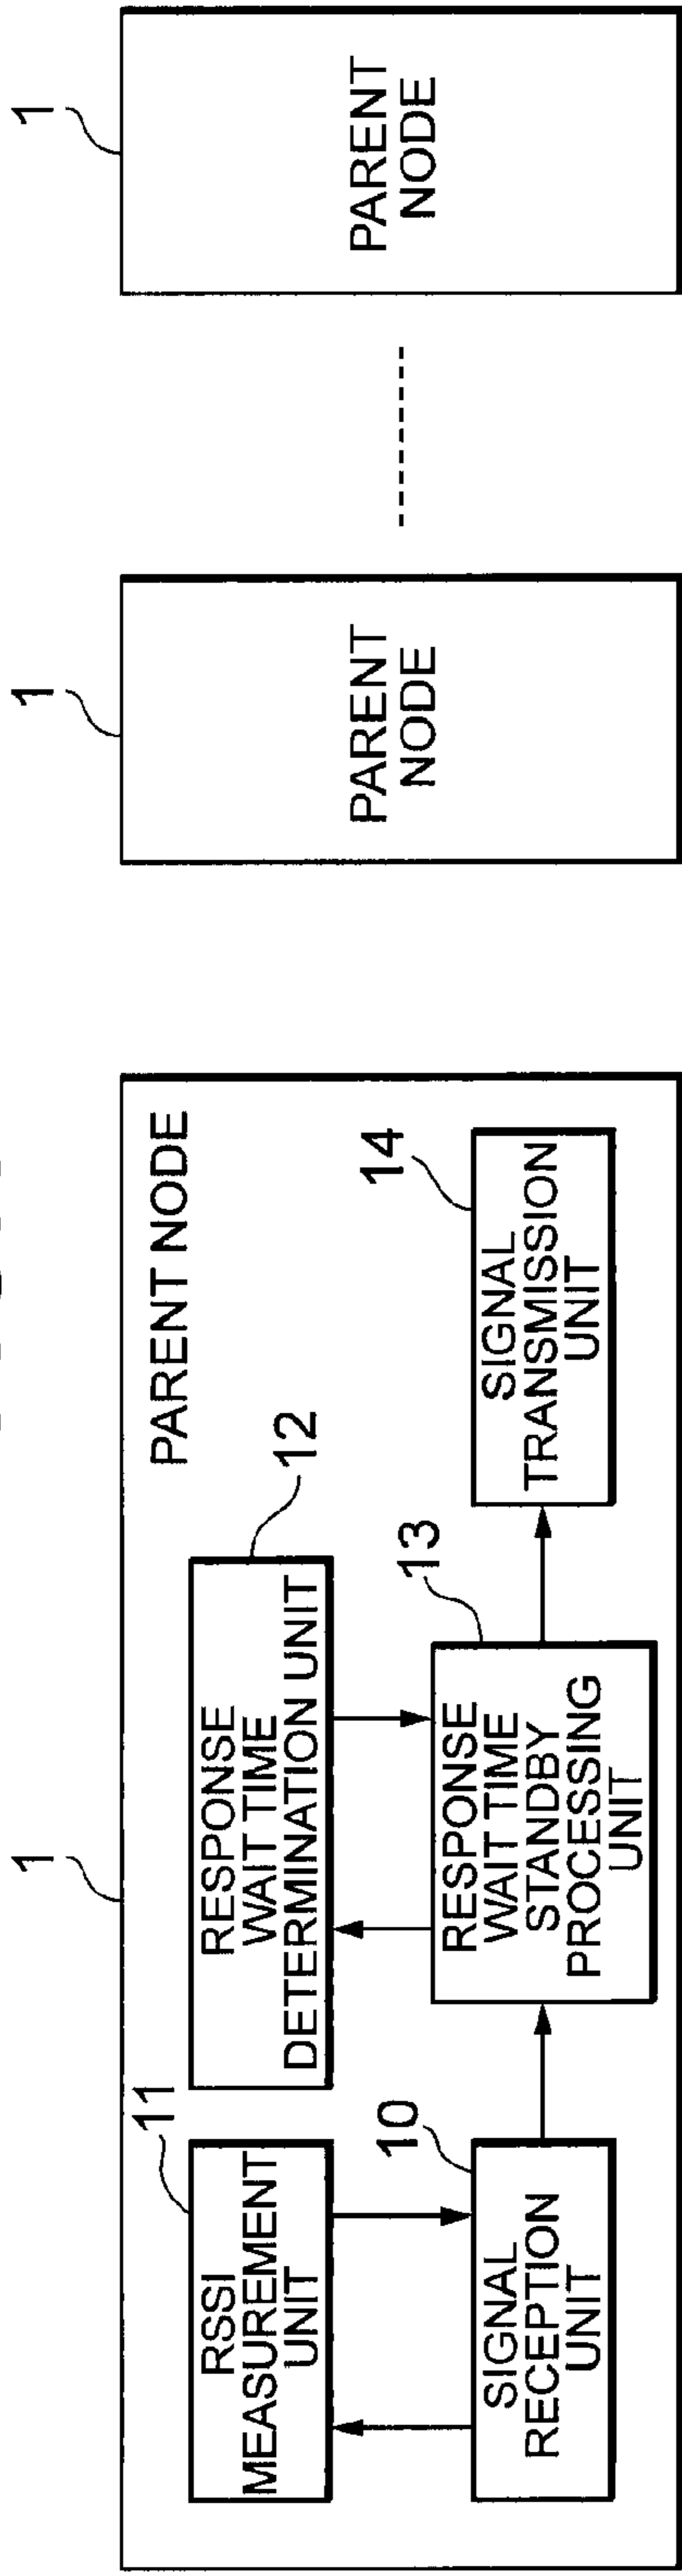 1
PARENT NODE
11
RSSI
MEASUREMENT
UNIT
12
RESPONSE
WAIT TIME
DETERMINATION UNIT
10
SIGNAL
RECEPTION
UNIT
13
RESPONSE
WAIT TIME
STANDBY
PROCESSING
UNIT
14
SIGNAL
TRANSMISSION
UNIT
1
PARENT
NODE
1
PARENT
NODE